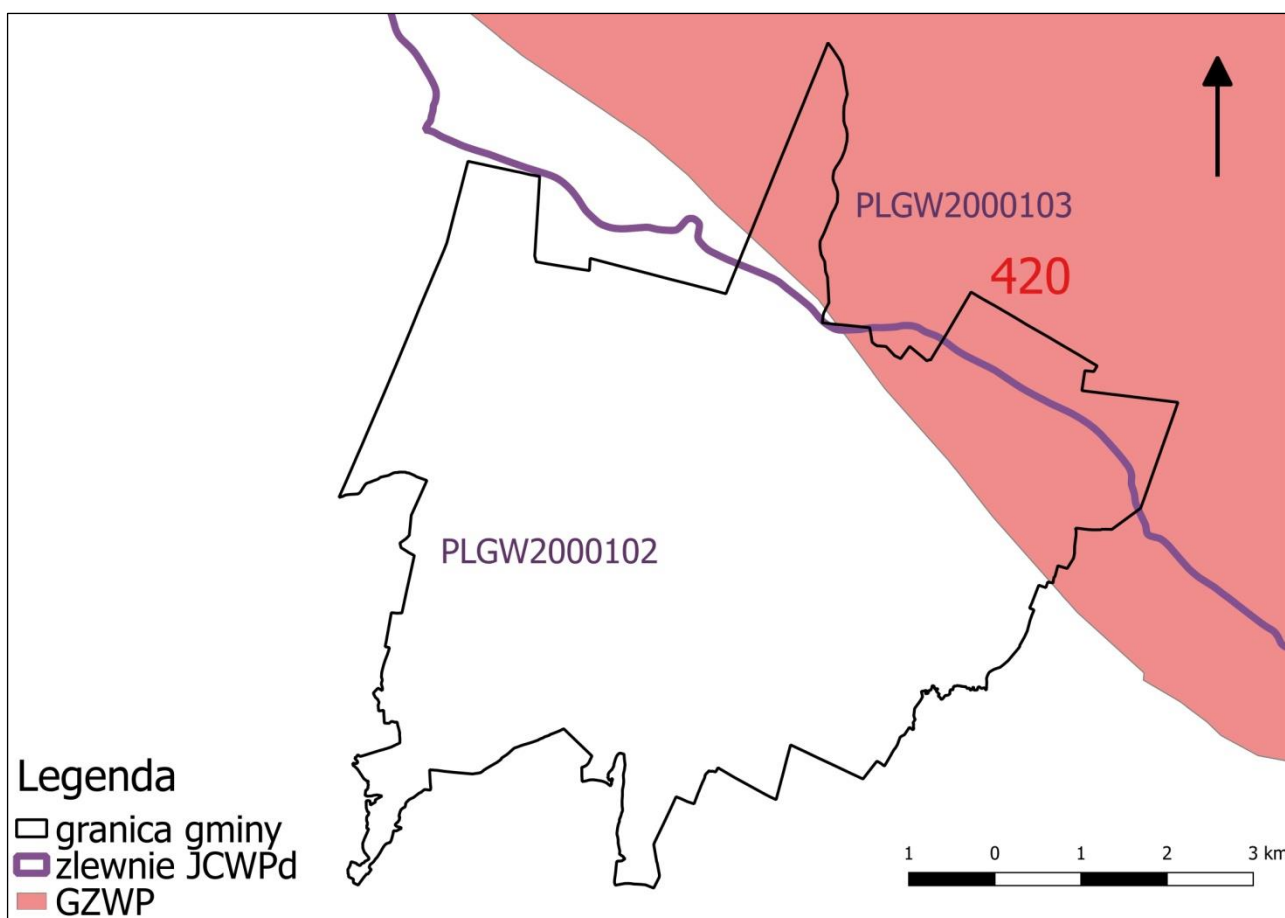 PLGW2000103
420
PLGW2000102
Legenda
granica gminy
zlewnie JCWPd
GZWP
1 0 1 2 3 km